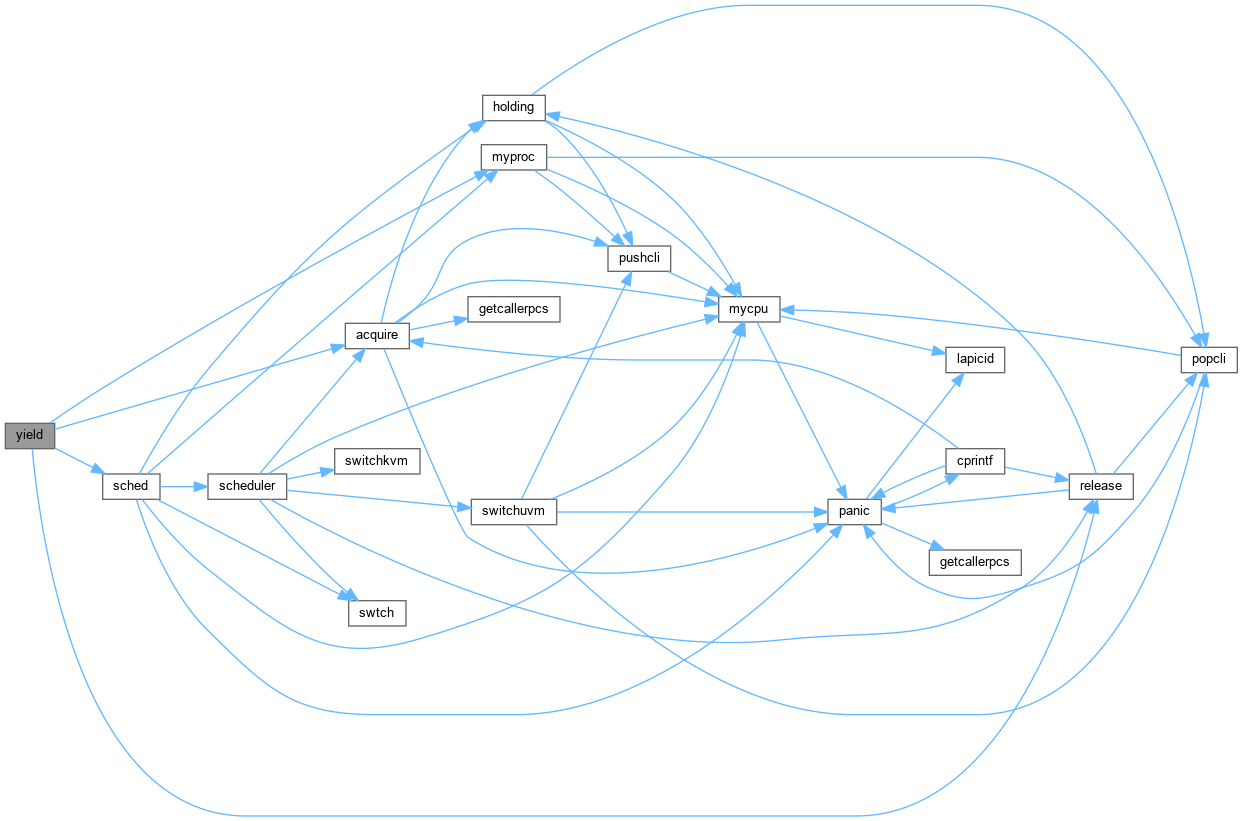 holding
myproc
pushcli
getcallerpcs
mycpu
acquire
lapicid
popcli
yield
switchkvm
cprintf
sched
scheduler
release
switchuvm
panic
getcallerpcs
swtch